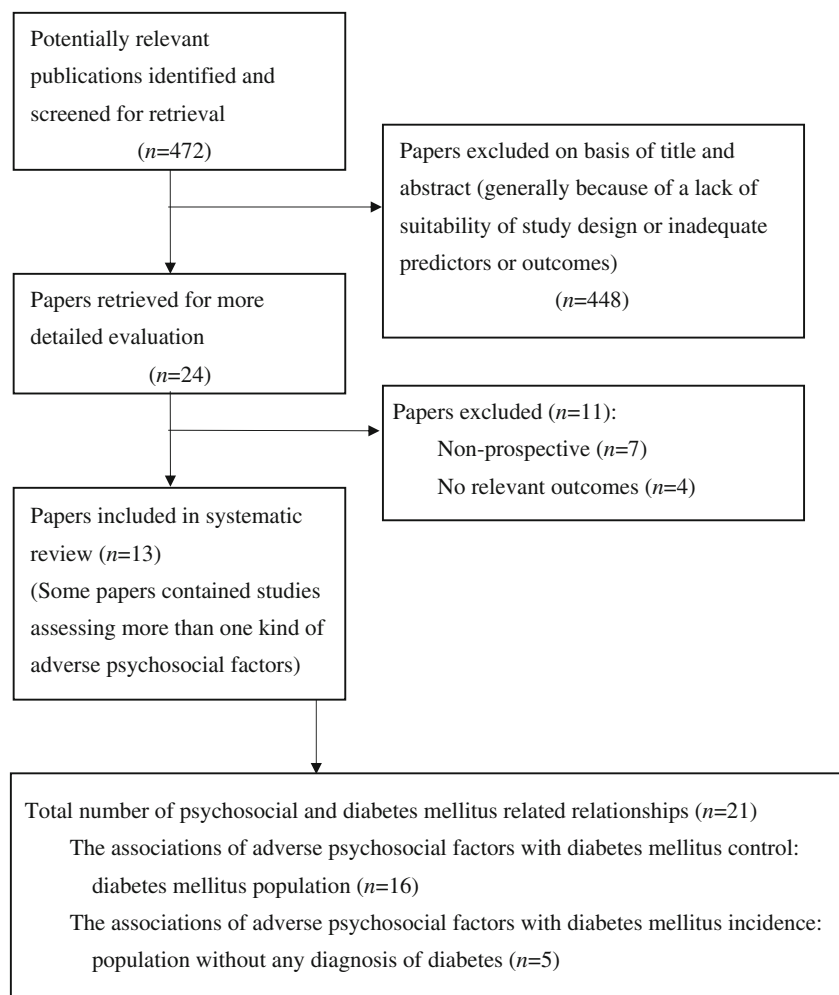 Potentially relevant
publications identified and
screened for retrieval
(n=472)
Papers excluded on basis of title and
abstract (generally because of a lack of
suitability of study design or inadequate
predictors or outcomes)
(n=448)
Papers retrieved for more
detailed evaluation
(n=24)
Papers excluded (n=11):
Non-prospective (n=7)
No relevant outcomes (n=4)
Papers included in systematic
review (n=13)
(Some papers contained studies
assessing more than one kind of
adverse psychosocial factors)
Total number of psychosocial and diabetes mellitus related relationships (n=21)
The associations of adverse psychosocial factors with diabetes mellitus control:
diabetes mellitus population (n=16)
The associations of adverse psychosocial factors with diabetes mellitus incidence:
population without any diagnosis of diabetes (n=5)